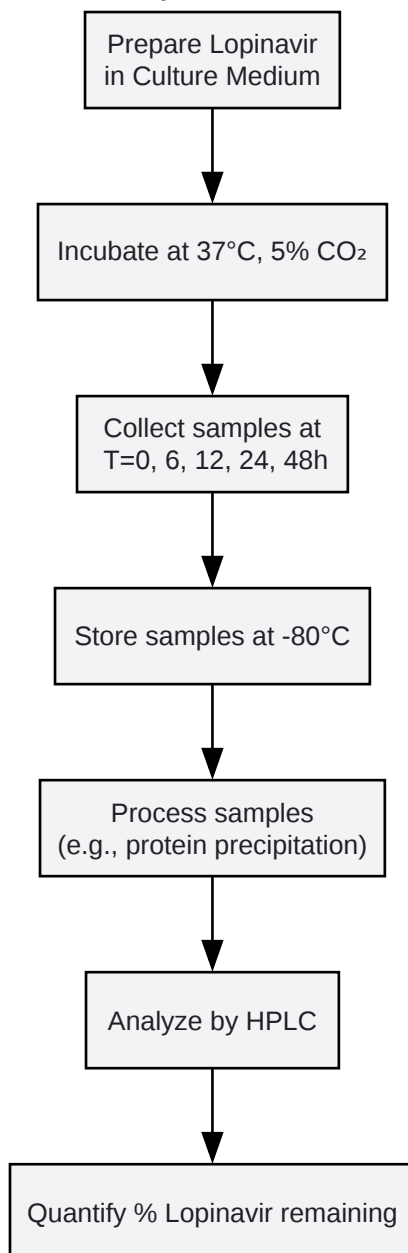 Prepare Lopinavir
in Culture Medium
Incubate at 37°C, 5% CO₂
Collect samples at
T=0, 6, 12, 24, 48h
Store samples at -80°C
Process samples
(e.g., protein precipitation)
Analyze by HPLC
Quantify % Lopinavir remaining